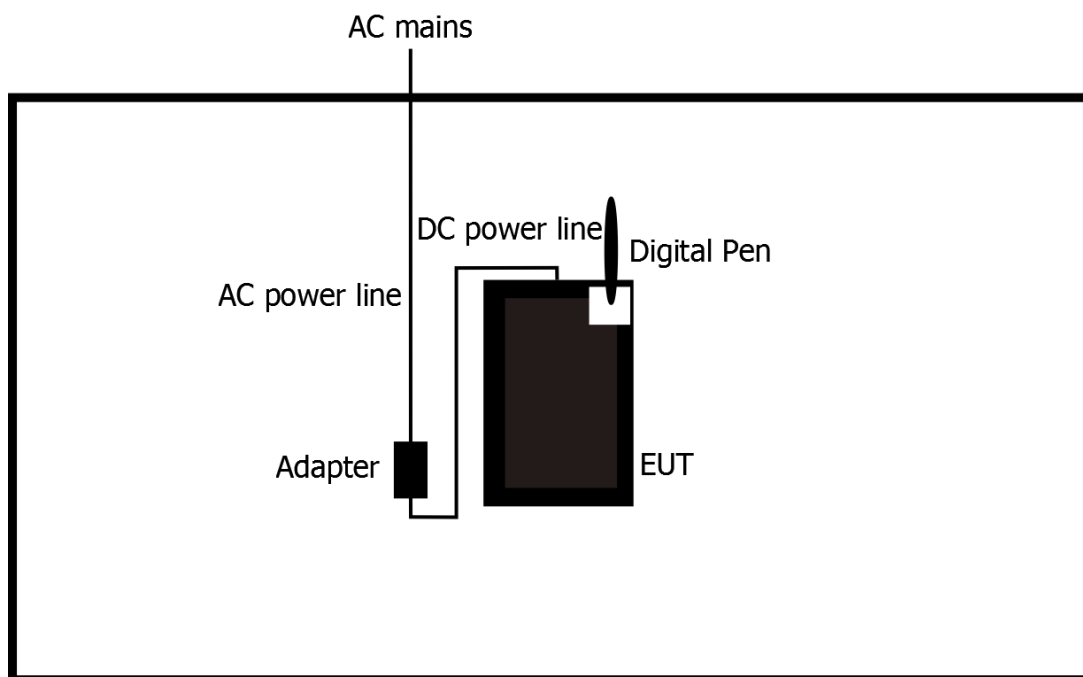 AC mains
DC power line
Digital Pen
AC power line
Adapter
EUT